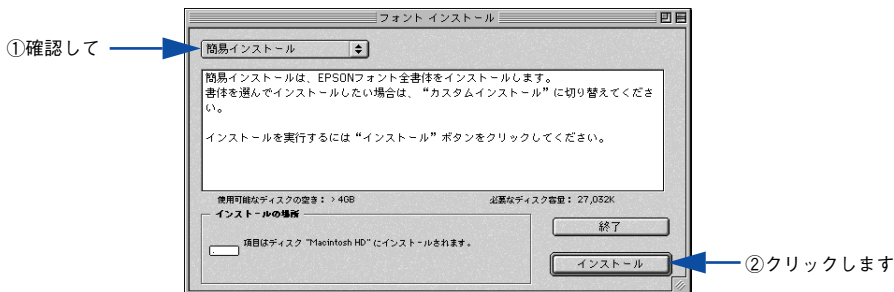 フォント インストール
①確認して
簡易インストール
簡易インストールは、EPSONフォント全書体をインストールします。
書体を選んでインストールしたい場合は、“カスタムインストール”に切り替えてくださ
い。
インストールを実行するには“インストール”ボタンをクリックしてください。
使用可能なディスクの空き：＞4GB
必要なディスク容量：27,032K
インストールの場所
項目はディスク "Macintosh HD" にインストールされます。
終了
インストール
②クリックします